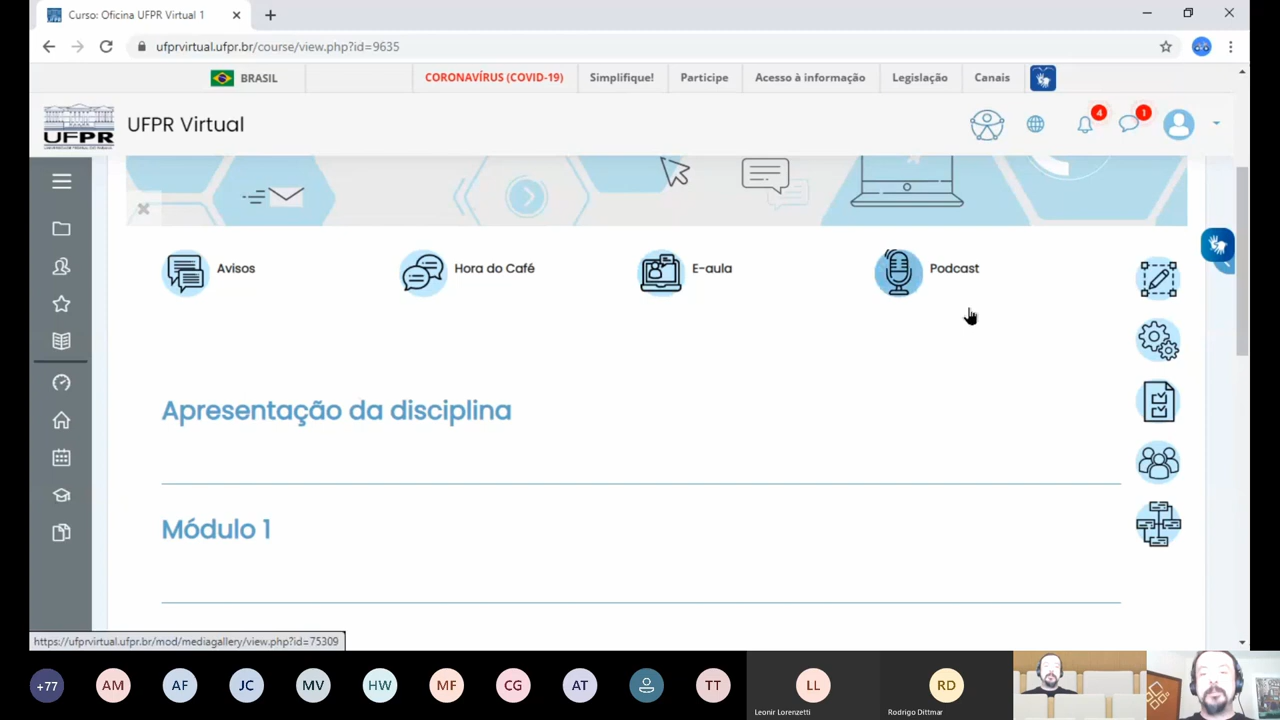 Curso: Oficina UFPR Virtual 1
ufprvirtual.ufpr.br/course/view.php?id=9635
BRASIL
CORONAVÍRUS (COVID-19)
Simplifique!
Participe
Acesso à informação
Legislação
Canais
UFPR
UFPR Virtual
4
1
Avisos
Hora do Café
E-aula
Podcast
Apresentação da disciplina
Módulo 1
https://ufprvirtual.ufpr.br/mod/mediagallery/view.php?id=75309
+77
AM
AF
JC
MV
HW
MF
CG
AT
TT
LL
RD
Leonir Lorenzetti
Rodrigo Dittmar